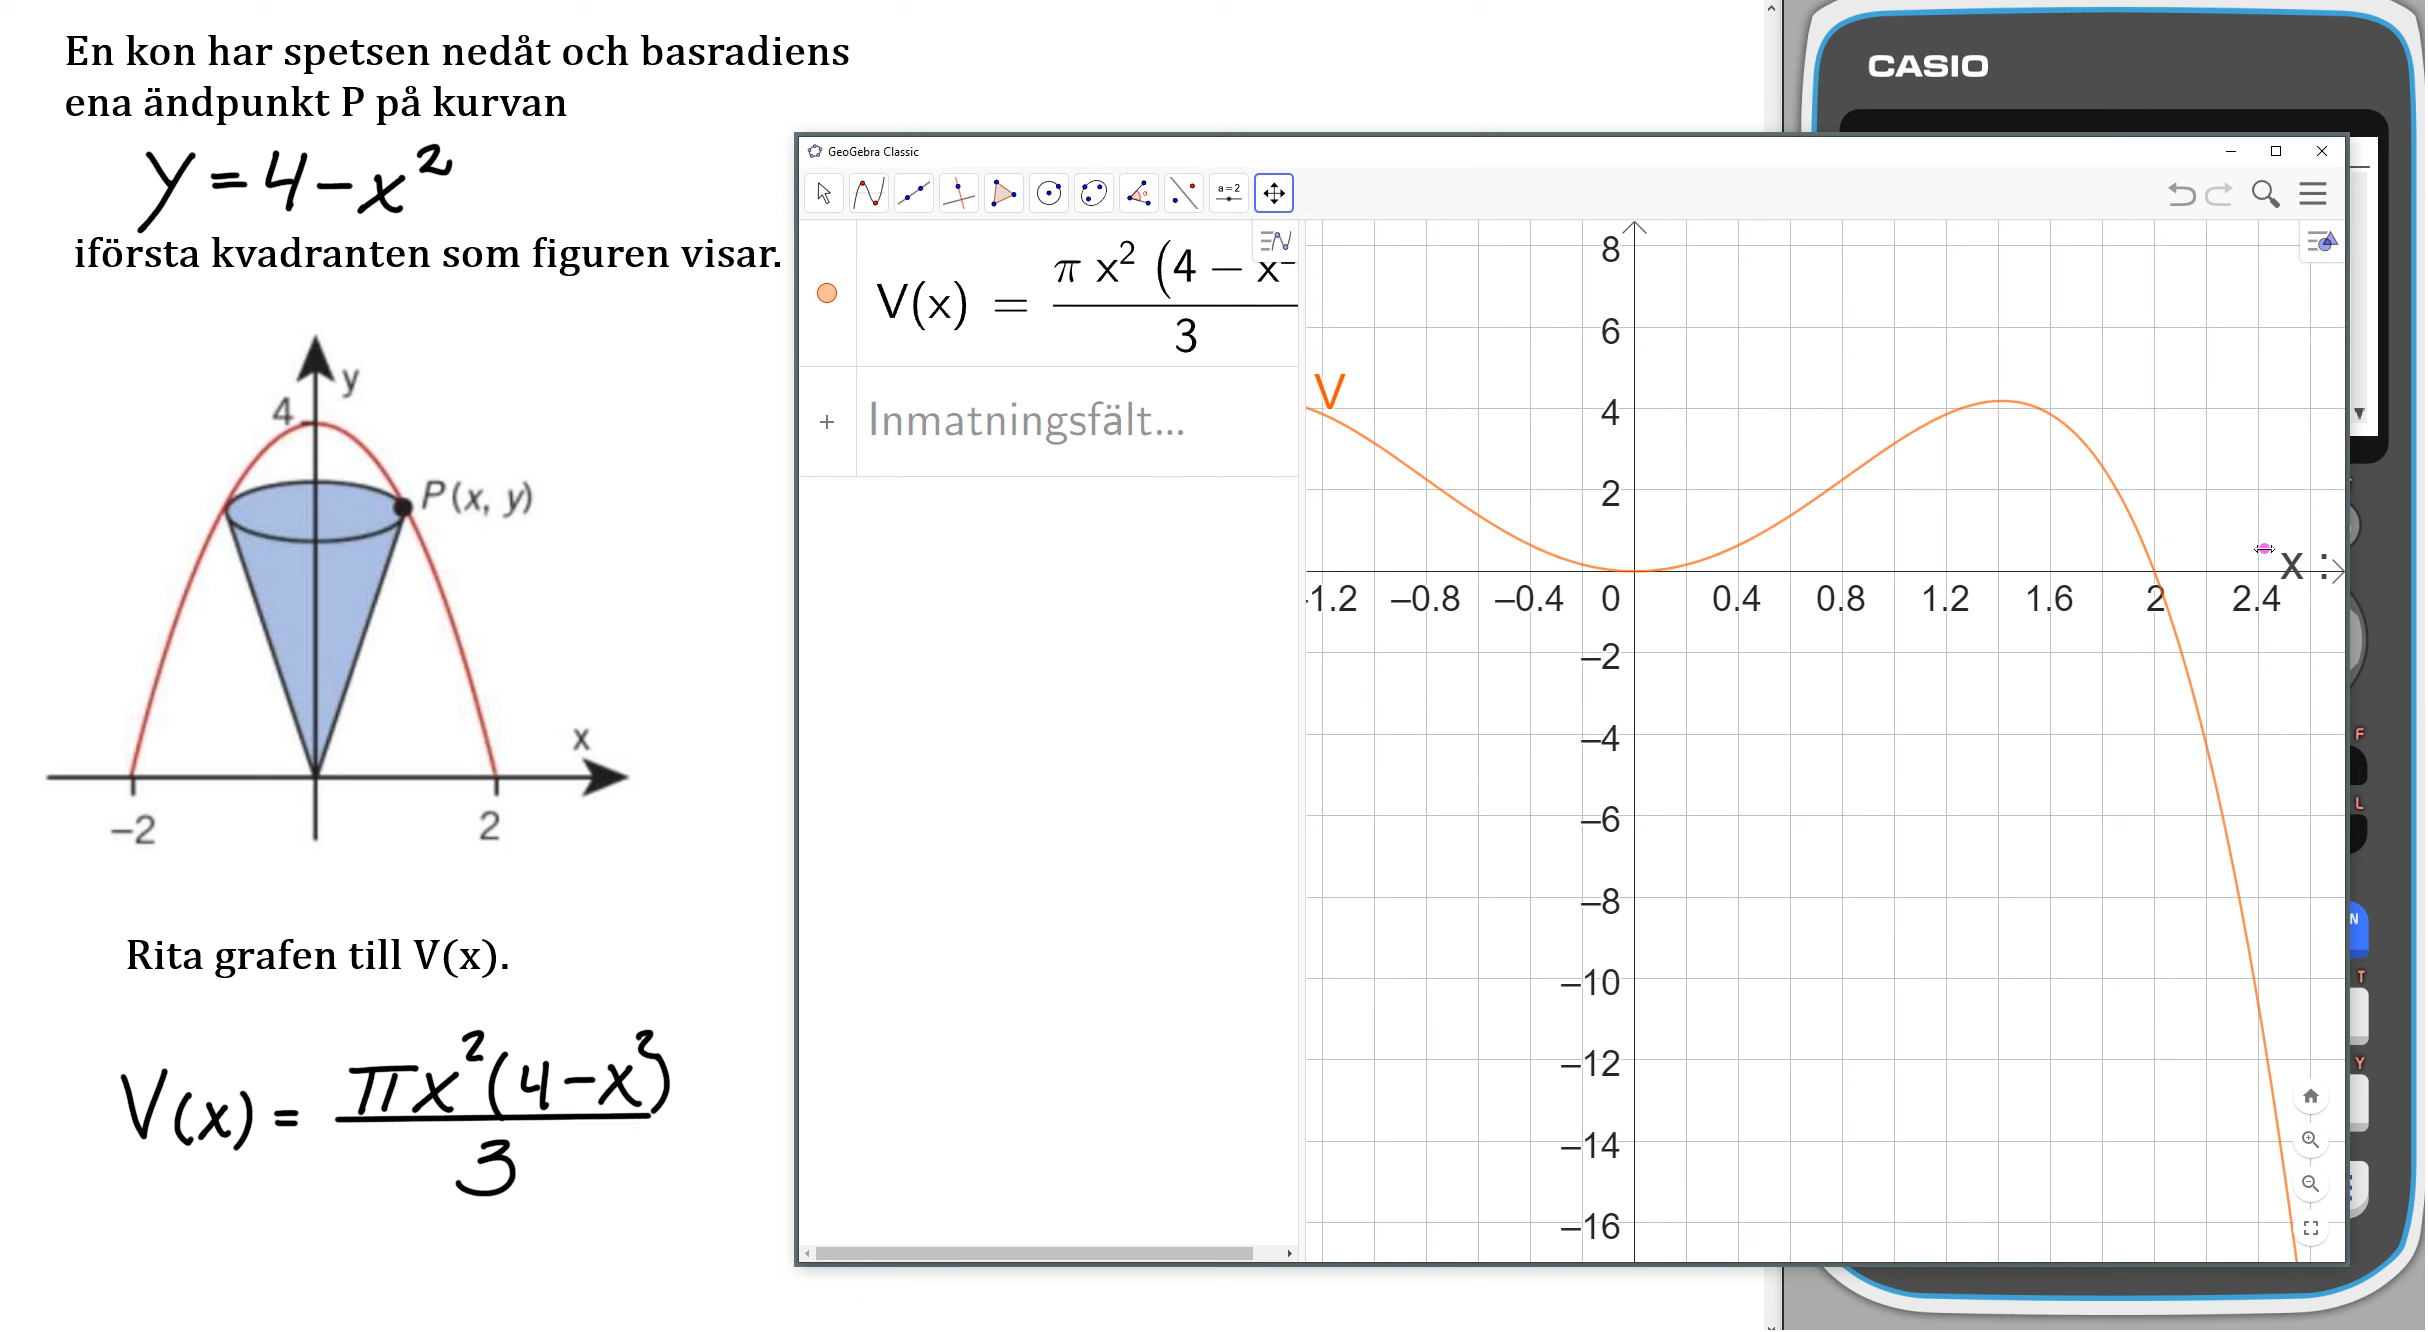 En kon har spetsen nedåt och basradiens
ena ändpunkt P på kurvan
y = 4 - x²
iförsta kvadranten som figuren visar.
y
4
P(x, y)
x
-2
2
Rita grafen till V(x).
V(x) = πx²(4-x²)
3
CASIO
GeoGebra Classic
a=2
V(x) = π x² (4 – x
3
+ Inmatningsfält...
V
8
6
4
2
x :
-1.2 –0.8 –0.4 0 0.4 0.8 1.2 1.6 2 2.4
–2
–4
–6
–8
–10
–12
–14
–16
F
L
N
T
Y